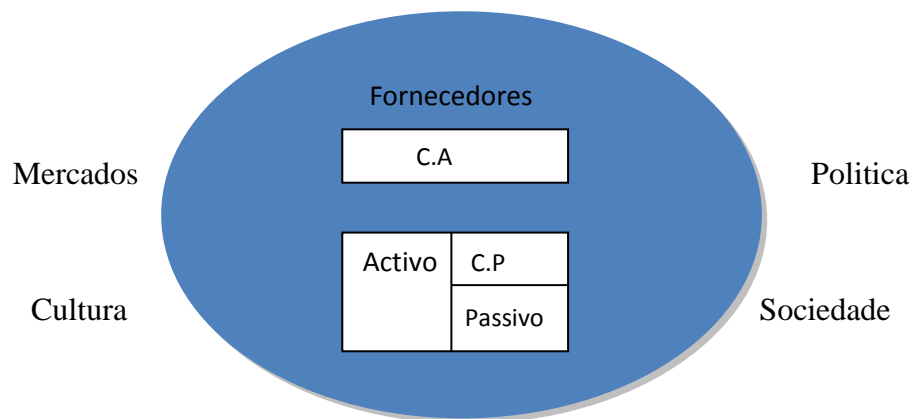 Fornecedores
C.A
Mercados
Politica
Activo
C.P
Cultura
Passivo
Sociedade